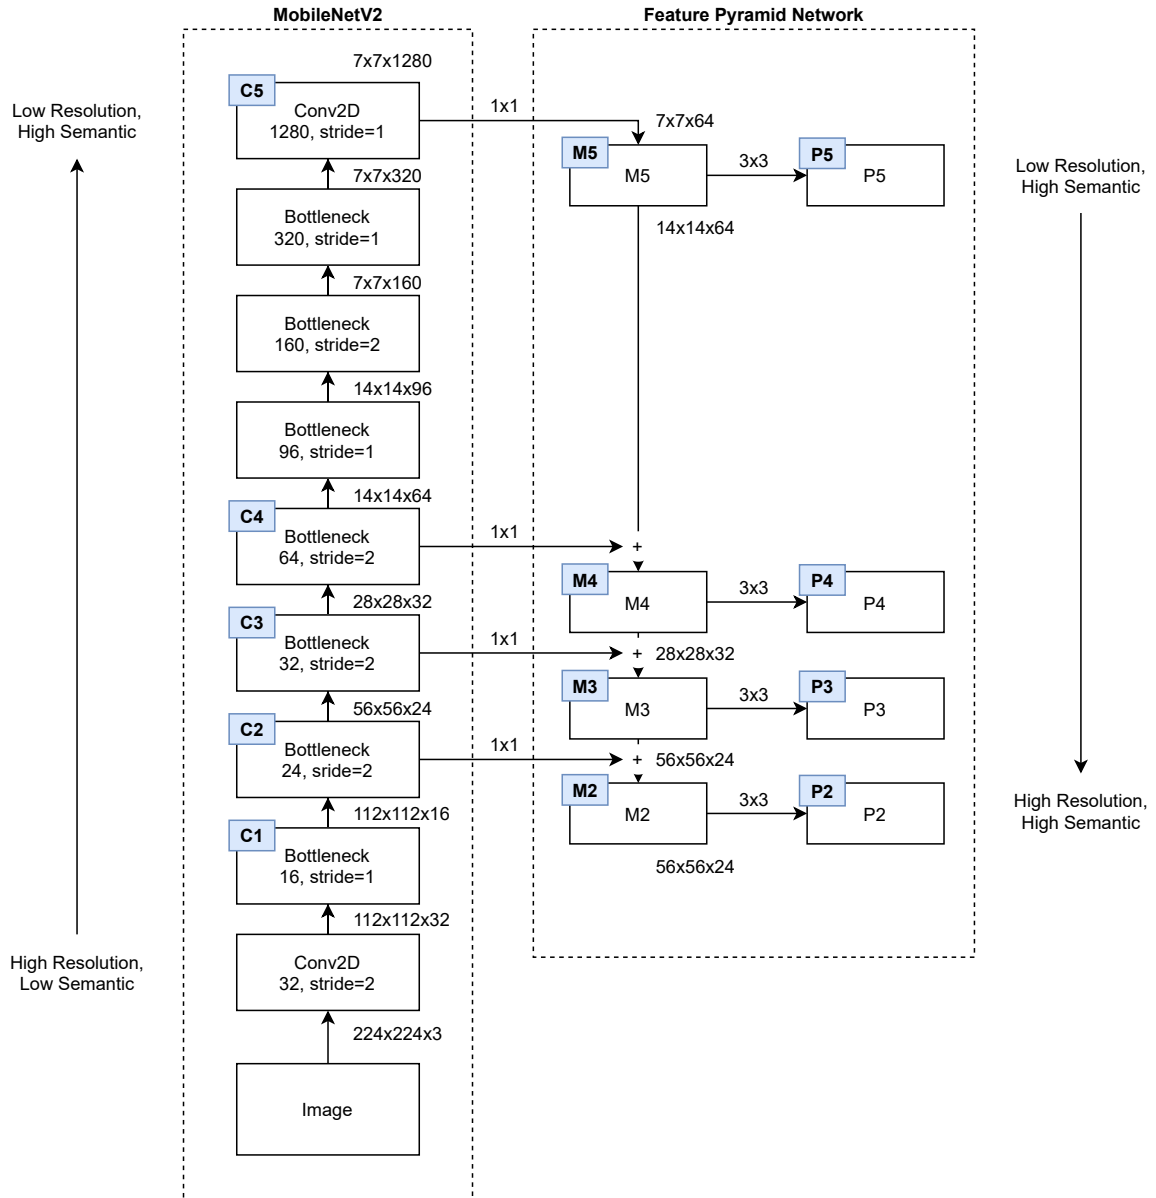 MobileNetV2
Feature Pyramid Network
Low Resolution,
High Semantic
High Resolution,
Low Semantic
7x7x1280
C5
Conv2D
1280, stride=1
7x7x320
Bottleneck
320, stride=1
7x7x160
Bottleneck
160, stride=2
14x14x96
Bottleneck
96, stride=1
14x14x64
C4
Bottleneck
64, stride=2
28x28x32
C3
Bottleneck
32, stride=2
56x56x24
C2
Bottleneck
24, sride=2
112x112x16
C1
Bottleneck
16, stride=1
112x112x32
Conv2D
32, stride=2
224x224x3
Image
1x1
1x1
1x1
1x1
7x7x64
M5
M5
3x3
P5
P5
14x14x64
+
M4
M4
3x3
P4
P4
+
28x28x32
M3
M3
3x3
P3
P3
+
56x56x24
M2
M2
3x3
P2
P2
56x56x24
Low Resolution,
High Semantic
High Resolution,
High Semantic